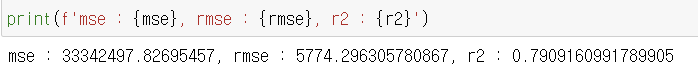 print(f'mse : {mse}, rmse : {rmse}, r2 : {r2}')
mse : 33342497.82695457, rmse : 5774.296305780867, r2 : 0.7909160991789905